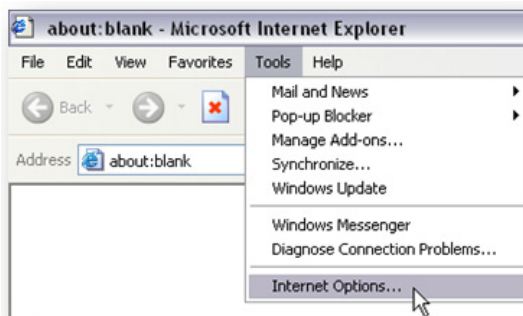 about:blank - Microsoft Internet Explorer
File Edit View Favorites Tools Help
Back
Address about:blank
Mail and News
Pop-up Blocker
Manage Add-ons...
Synchronize...
Windows Update
Windows Messenger
Diagnose Connection Problems...
Internet Options...